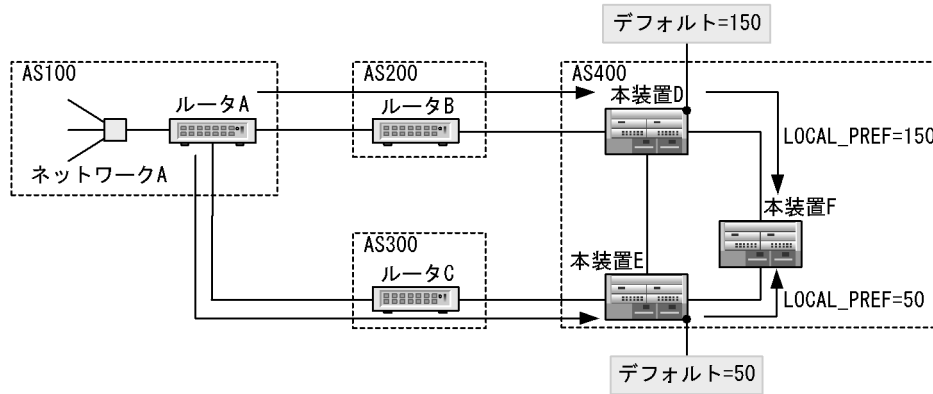 デフォルト=150
AS100
AS200
AS400
ルータA
ルータB
本装置D
LOCAL_PREF=150
ネットワークA
本装置F
AS300
本装置E
ルータC
LOCAL_PREF=50
デフォルト=50